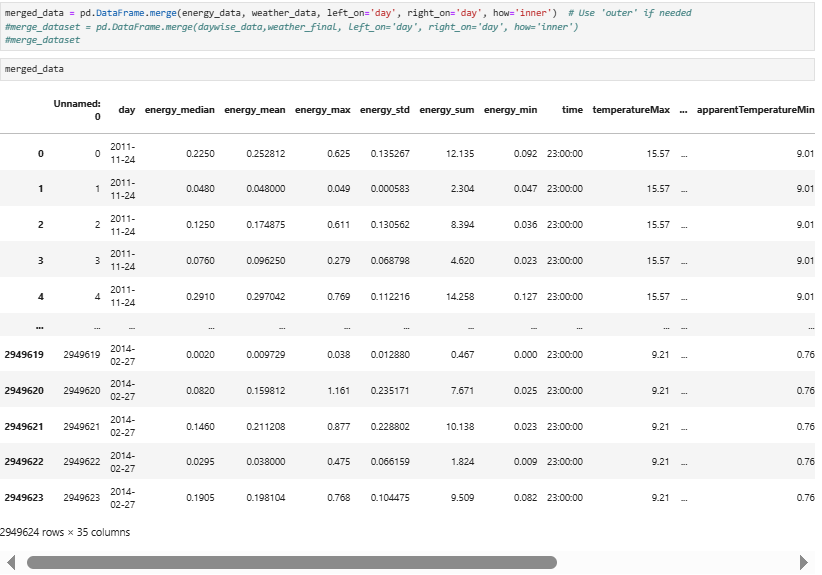 merged_data = pd.DataFrame.merge(energy_data, weather_data, left_on='day', right_on='day', how='inner')  # Use 'outer' if needed
#merge_dataset = pd.DataFrame.merge(daywise_data,weather_final, left_on='day', right_on='day', how='inner')
#merge_dataset
merged_data
Unnamed: 0 day energy_median energy_mean energy_max energy_std energy_sum energy_min time temperatureMax ... apparentTemperatureMin
0 0 2011-11-24 0.2250 0.252812 0.625 0.135267 12.135 0.092 23:00:00 15.57 ... 9.01
1 1 2011-11-24 0.0480 0.048000 0.049 0.000583 2.304 0.047 23:00:00 15.57 ... 9.01
2 2 2011-11-24 0.1250 0.174875 0.611 0.130562 8.394 0.036 23:00:00 15.57 ... 9.01
3 3 2011-11-24 0.0760 0.096250 0.279 0.068798 4.620 0.023 23:00:00 15.57 ... 9.01
4 4 2011-11-24 0.2910 0.297042 0.769 0.112216 14.258 0.127 23:00:00 15.57 ... 9.01
... ... ... ... ... ... ... ... ... ... ... ... ...
2949619 2949619 2014-02-27 0.0020 0.009729 0.038 0.012880 0.467 0.000 23:00:00 9.21 ... 0.76
2949620 2949620 2014-02-27 0.0820 0.159812 1.161 0.235171 7.671 0.025 23:00:00 9.21 ... 0.76
2949621 2949621 2014-02-27 0.1460 0.211208 0.877 0.228802 10.138 0.023 23:00:00 9.21 ... 0.76
2949622 2949622 2014-02-27 0.0295 0.038000 0.475 0.066159 1.824 0.009 23:00:00 9.21 ... 0.76
2949623 2949623 2014-02-27 0.1905 0.198104 0.768 0.104475 9.509 0.082 23:00:00 9.21 ... 0.76
2949624 rows × 35 columns